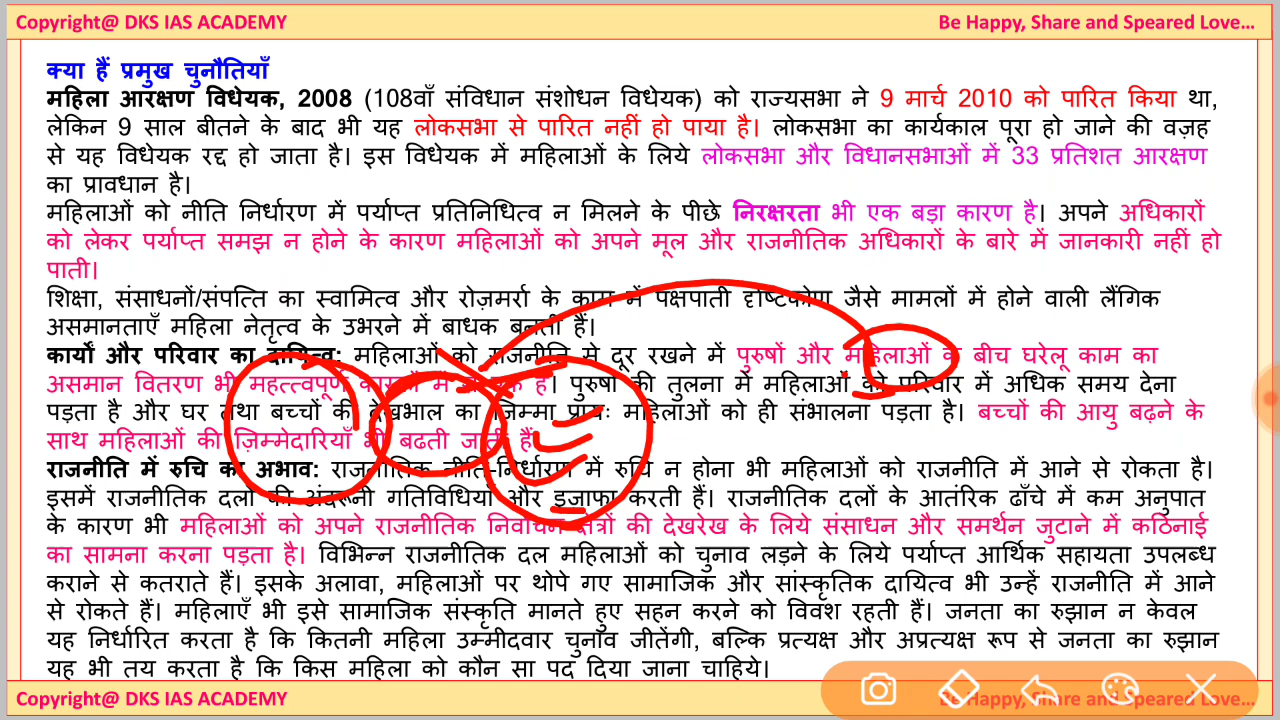 Copyright@ DKS IAS ACADEMY
Be Happy, Share and Speared Love...
क्या हैं प्रमुख चुनौतियाँ
महिला आरक्षण विधेयक, 2008 (108वाँ संविधान संशोधन विधेयक) को राज्यसभा ने 9 मार्च 2010 को पारित किया था,
लेकिन 9 साल बीतने के बाद भी यह लोकसभा से पारित नहीं हो पाया है। लोकसभा का कार्यकाल पूरा हो जाने की वज़ह
से यह विधेयक रद्द हो जाता है। इस विधेयक में महिलाओं के लिये लोकसभा और विधानसभाओं में 33 प्रतिशत आरक्षण
का प्रावधान है।
महिलाओं को नीति निर्धारण में पर्याप्त प्रतिनिधित्व न मिलने के पीछे निरक्षरता भी एक बड़ा कारण है। अपने अधिकारों
को लेकर पर्याप्त समझ न होने के कारण महिलाओं को अपने मूल और राजनीतिक अधिकारों के बारे में जानकारी नहीं हो
पाती।
शिक्षा, संसाधनों/संपत्ति का स्वामित्व और रोज़मर्रा के काम में पक्षपाती दृष्टिकोण जैसे मामलों में होने वाली लैंगिक
असमानताएँ महिला नेतृत्व के उभरने में बाधक बनती हैं।
कार्यों और परिवार का दायित्व: महिलाओं को राजनीति से दूर रखने में पुरुषों और महिलाओं के बीच घरेलू काम का
असमान वितरण भी महत्त्वपूर्ण कारकों में से एक है। पुरुषों की तुलना में महिलाओं को परिवार में अधिक समय देना
पड़ता है और घर तथा बच्चों की देखभाल का ज़िम्मा प्रायः महिलाओं को ही संभालना पड़ता है। बच्चों की आयु बढ़ने के
साथ महिलाओं की ज़िम्मेदारियाँ भी बढती जाती हैं
राजनीति में रुचि का अभाव: राजनीतिक नीति-निर्धारण में रुचि न होना भी महिलाओं को राजनीति में आने से रोकता है।
इसमें राजनीतिक दलों की अंदरूनी गतिविधियाँ और इजाफा करती हैं। राजनीतिक दलों के आतंरिक ढाँचे में कम अनुपात
के कारण भी महिलाओं को अपने राजनीतिक निर्वाचन क्षेत्रों की देखरेख के लिये संसाधन और समर्थन जुटाने में कठिनाई
का सामना करना पड़ता है। विभिन्न राजनीतिक दल महिलाओं को चुनाव लड़ने के लिये पर्याप्त आर्थिक सहायता उपलब्ध
कराने से कतराते हैं। इसके अलावा, महिलाओं पर थोपे गए सामाजिक और सांस्कृतिक दायित्व भी उन्हें राजनीति में आने
से रोकते हैं। महिलाएँ भी इसे सामाजिक संस्कृति मानते हुए सहन करने को विवश रहती हैं। जनता का रुझान न केवल
यह निर्धारित करता है कि कितनी महिला उम्मीदवार चुनाव जीतेंगी, बल्कि प्रत्यक्ष और अप्रत्यक्ष रूप से जनता का रुझान
यह भी तय करता है कि किस महिला को कौन सा पद दिया जाना चाहिये।
Copyright@ DKS IAS ACADEMY
Be Happy, Share and Speared Love...